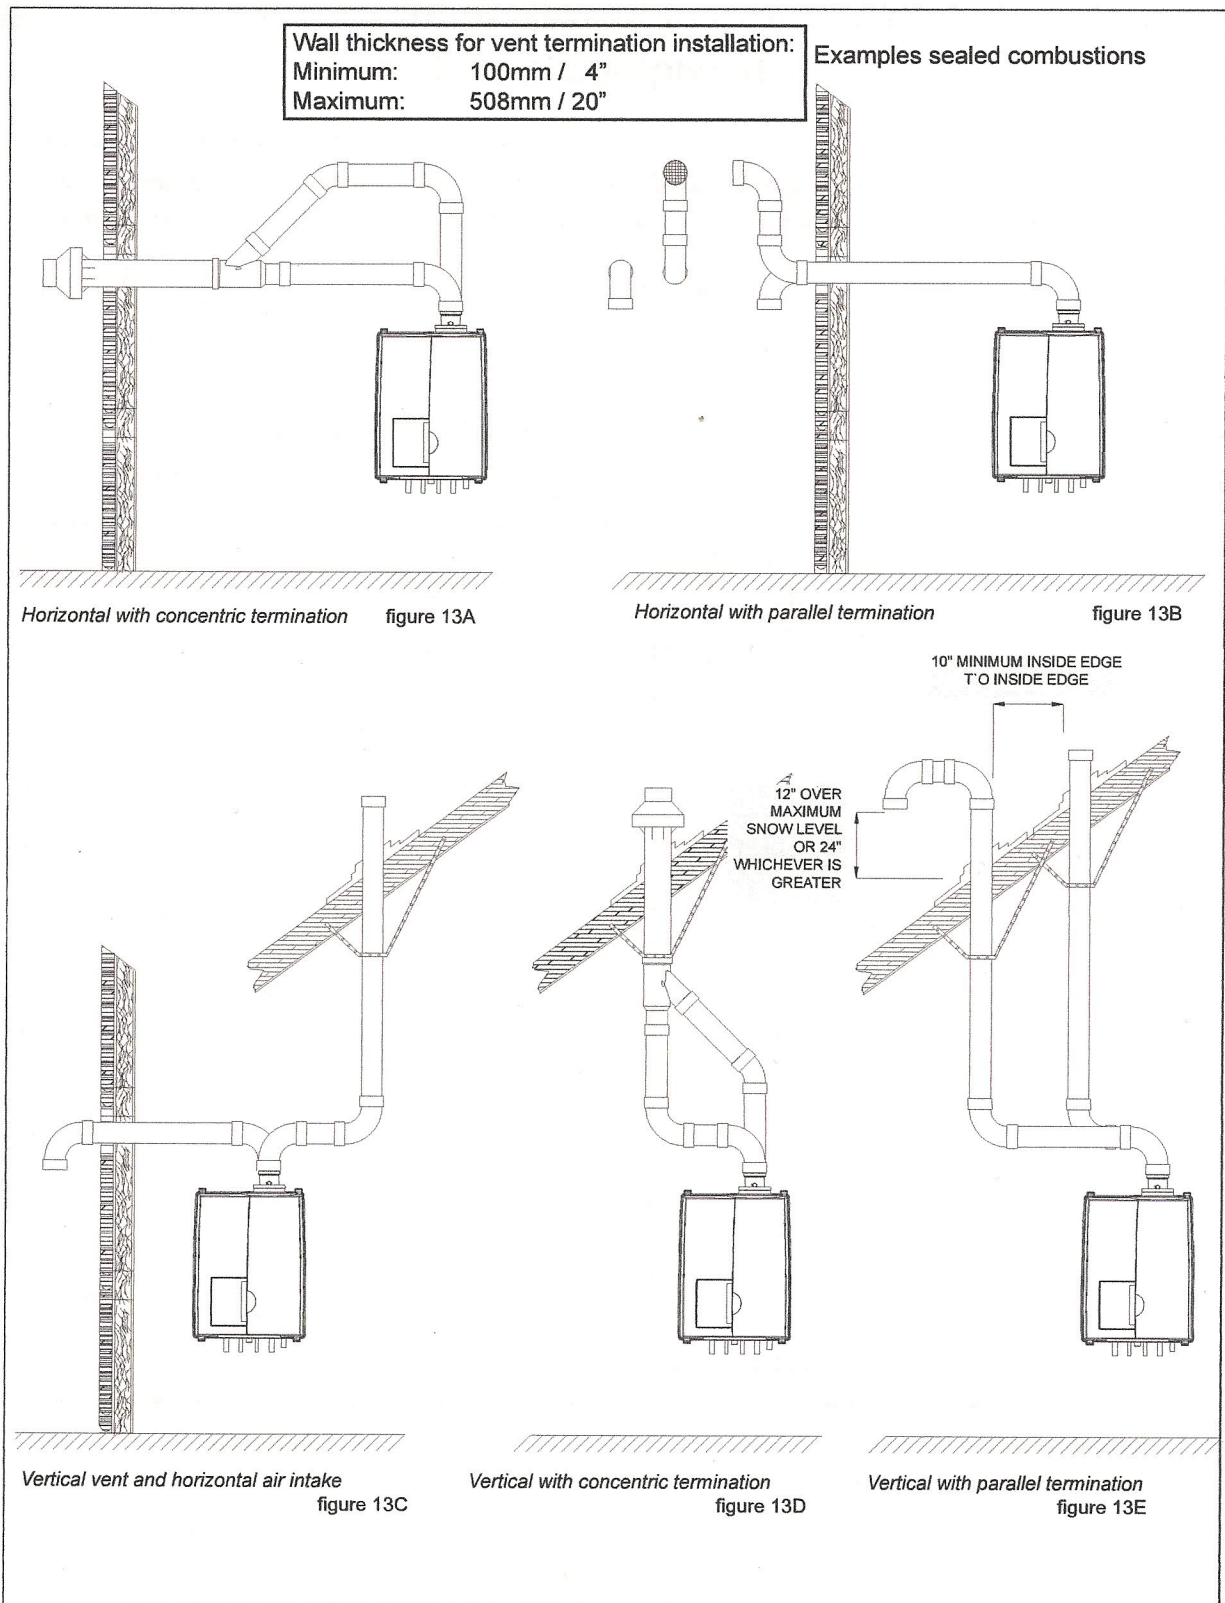 Wall thickness for vent termination installation:
Minimum: 100mm / 4"
Maximum: 508mm / 20"
Examples sealed combustions
Horizontal with concentric termination figure 13A
Horizontal with parallel termination figure 13B
10" MINIMUM INSIDE EDGE
T'O INSIDE EDGE
12" OVER
MAXIMUM
SNOW LEVEL
OR 24"
WHICHEVER IS
GREATER
Vertical vent and horizontal air intake
figure 13C
Vertical with concentric termination
figure 13D
Vertical with parallel termination
figure 13E